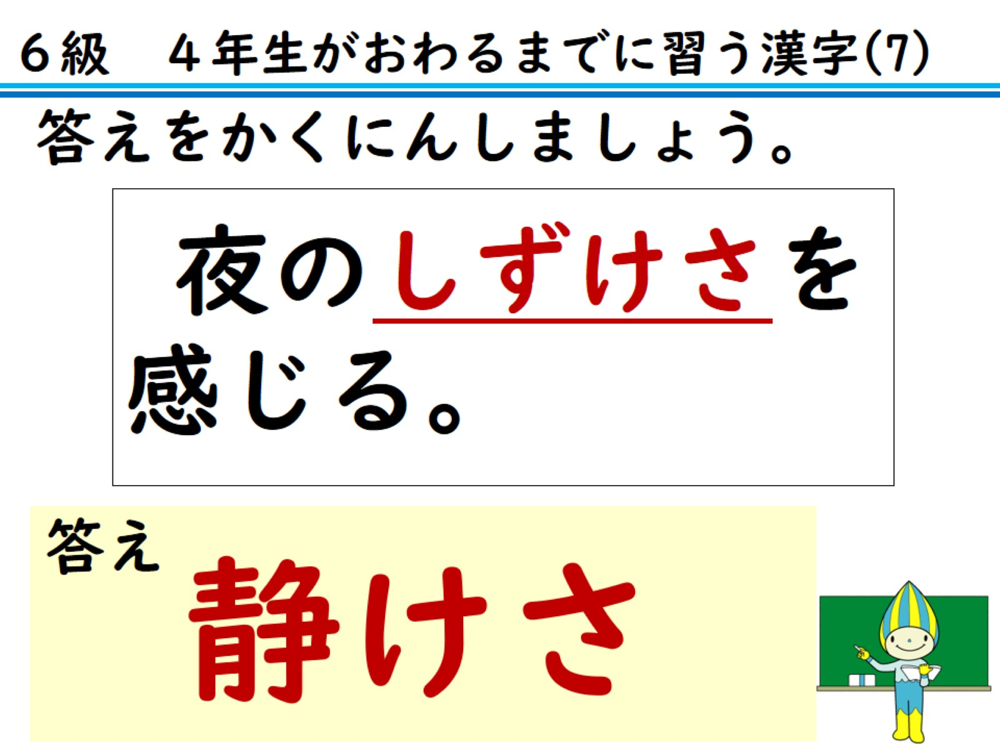 ６級　４年生がおわるまでに習う漢字(7)
答えをかくにんしましょう。
夜のしずけさを
感じる。
答え
静けさ